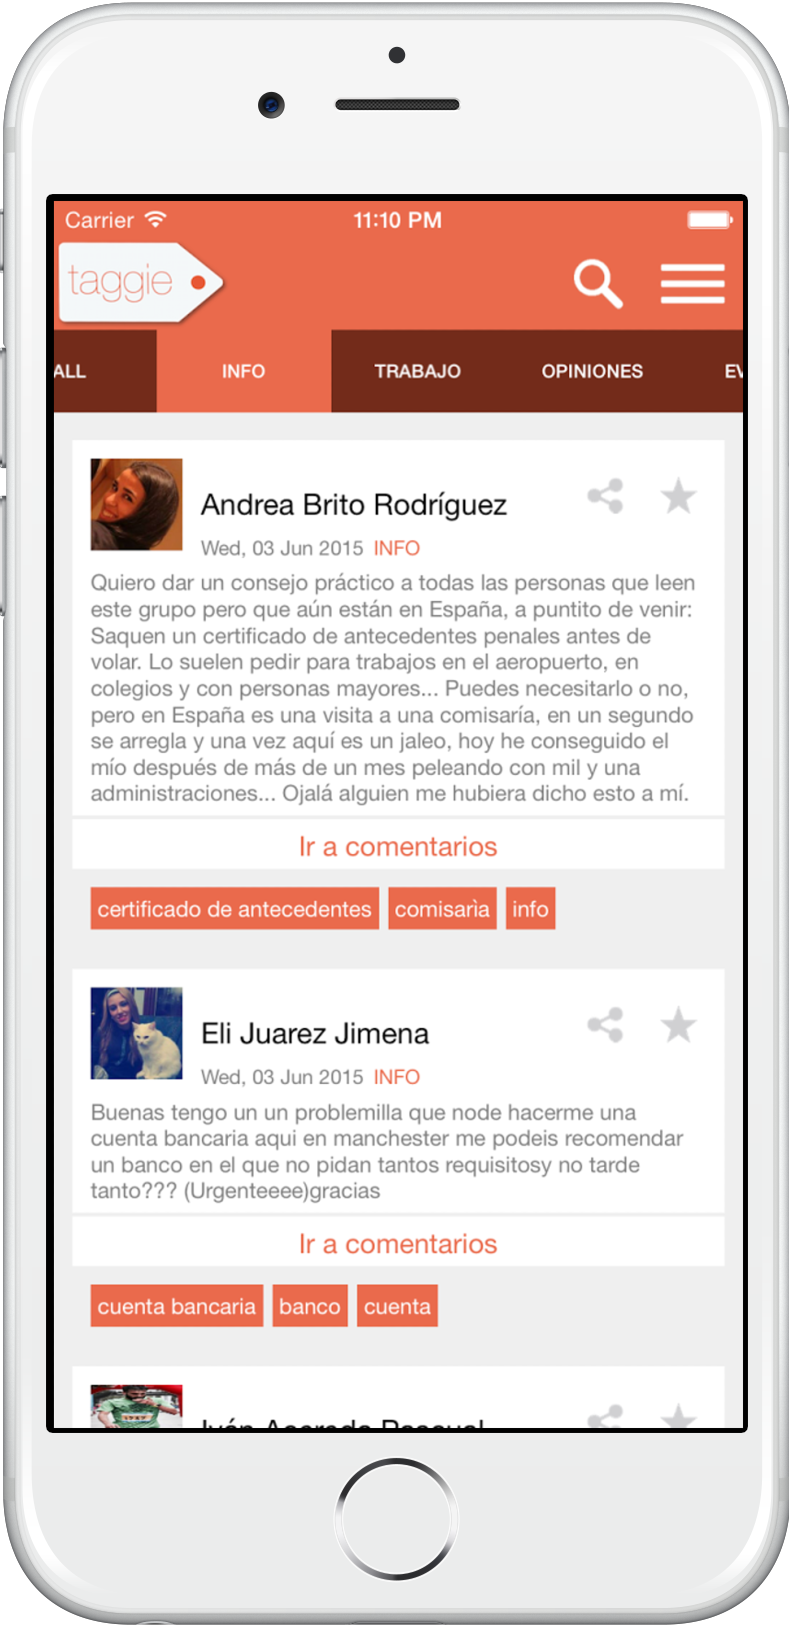 Carrier 11:10 PM
taggie
ALL INFO TRABAJO OPINIONES EV
Andrea Brito Rodríguez
Wed, 03 Jun 2015 INFO
Quiero dar un consejo práctico a todas las personas que leen
este grupo pero que aún están en España, a puntito de venir:
Saquen un certificado de antecedentes penales antes de
volar. Lo suelen pedir para trabajos en el aeropuerto, en
colegios y con personas mayores... Puedes necesitarlo o no,
pero en España es una visita a una comisaría, en un segundo
se arregla y una vez aquí es un jaleo, hoy he conseguido el
mío después de más de un mes peleando con mil y una
administraciones... Ojalá alguien me hubiera dicho esto a mí.
Ir a comentarios
certificado de antecedentes comisarìa info
Eli Juarez Jimena
Wed, 03 Jun 2015 INFO
Buenas tengo un un problemilla que node hacerme una
cuenta bancaria aqui en manchester me podeis recomendar
un banco en el que no pidan tantos requisitosy no tarde
tanto??? (Urgenteeee)gracias
Ir a comentarios
cuenta bancaria banco cuenta
Iván